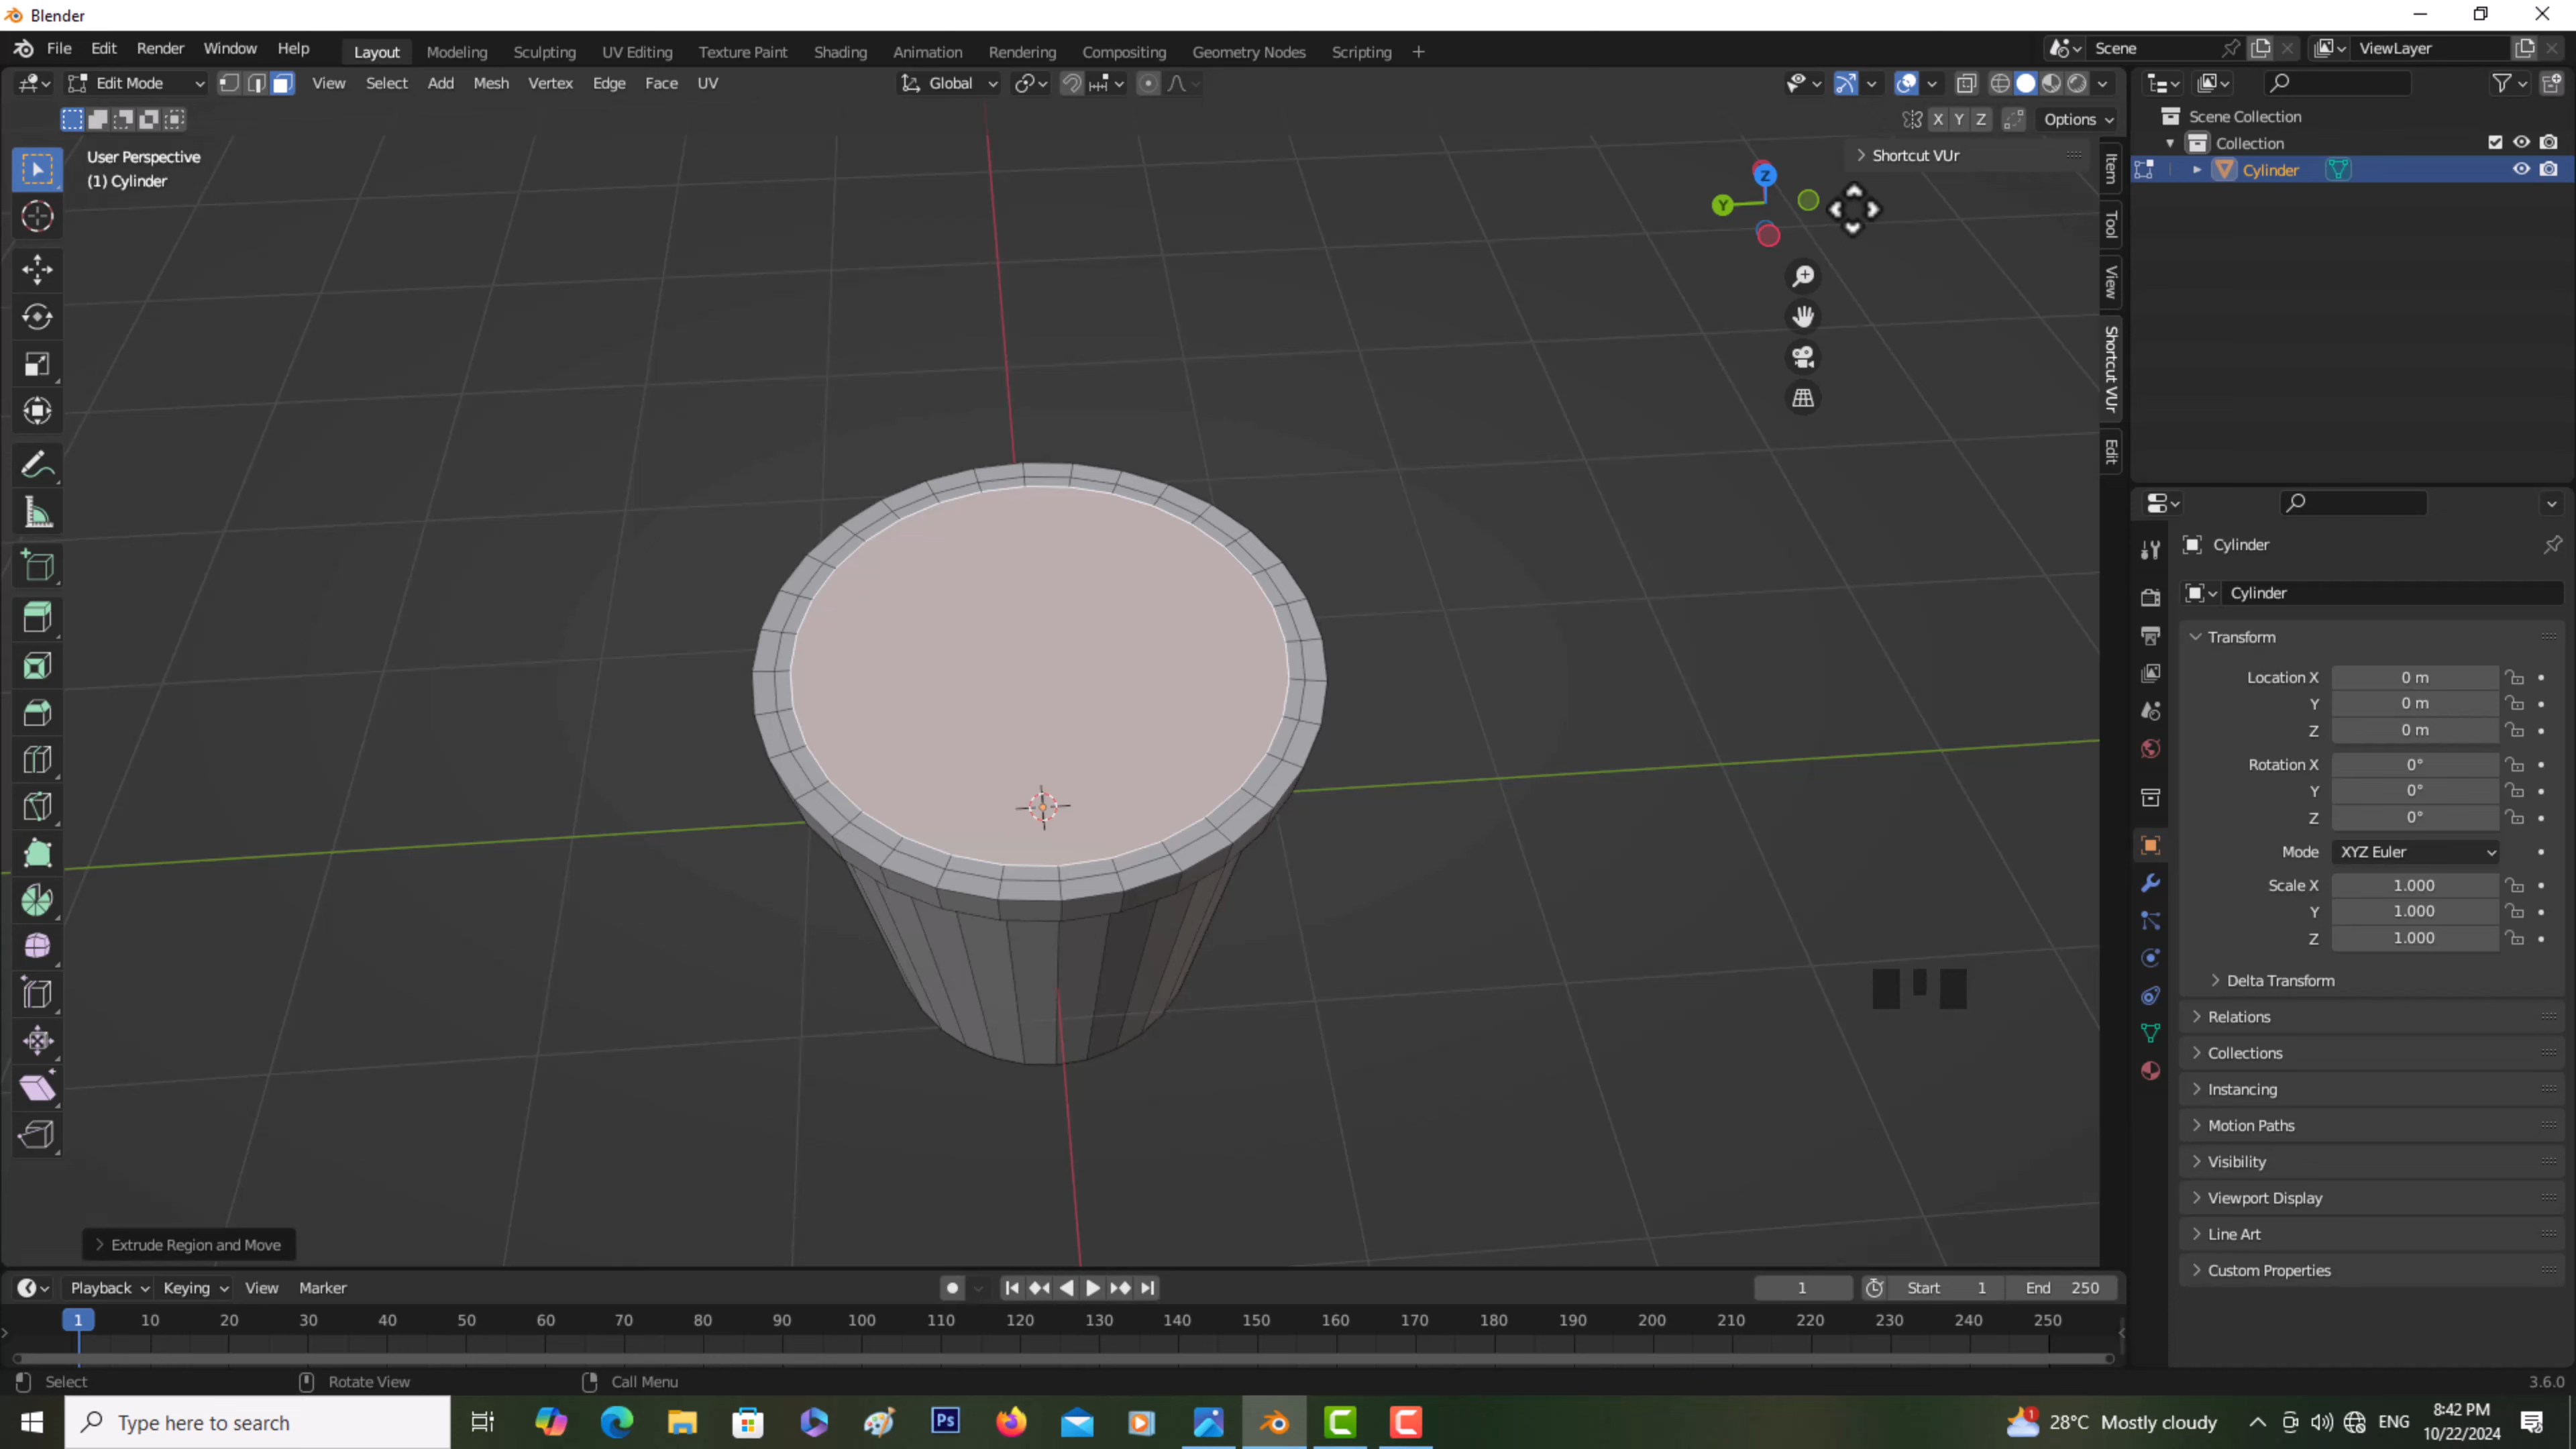 Blender
File Edit Render Window Help
Layout Modeling Sculpting UV Editing Texture Paint Shading Animation Rendering Compositing Geometry Nodes Scripting +
Scene
ViewLayer
Edit Mode
View Select Add Mesh Vertex Edge Face UV
Global
X Y Z
Options
User Perspective
(1) Cylinder
Shortcut VUr
Z
Y
Item
Tool
View
Shortcut VUr
Edit
Scene Collection
Collection
Cylinder
Cylinder
Cylinder
Transform
Location X 0 m
Y 0 m
Z 0 m
Rotation X 0°
Y 0°
Z 0°
Mode XYZ Euler
Scale X 1.000
Y 1.000
Z 1.000
Delta Transform
Relations
Collections
Instancing
Motion Paths
Visibility
Viewport Display
Line Art
Custom Properties
Extrude Region and Move
Playback Keying View Marker
1
Start 1
End 250
1 10 20 30 40 50 60 70 80 90 100 110 120 130 140 150 160 170 180 190 200 210 220 230 240 250
Select
Rotate View
Call Menu
3.6.0
Type here to search
Ps
1
28°C Mostly cloudy
ENG
8:42 PM
10/22/2024